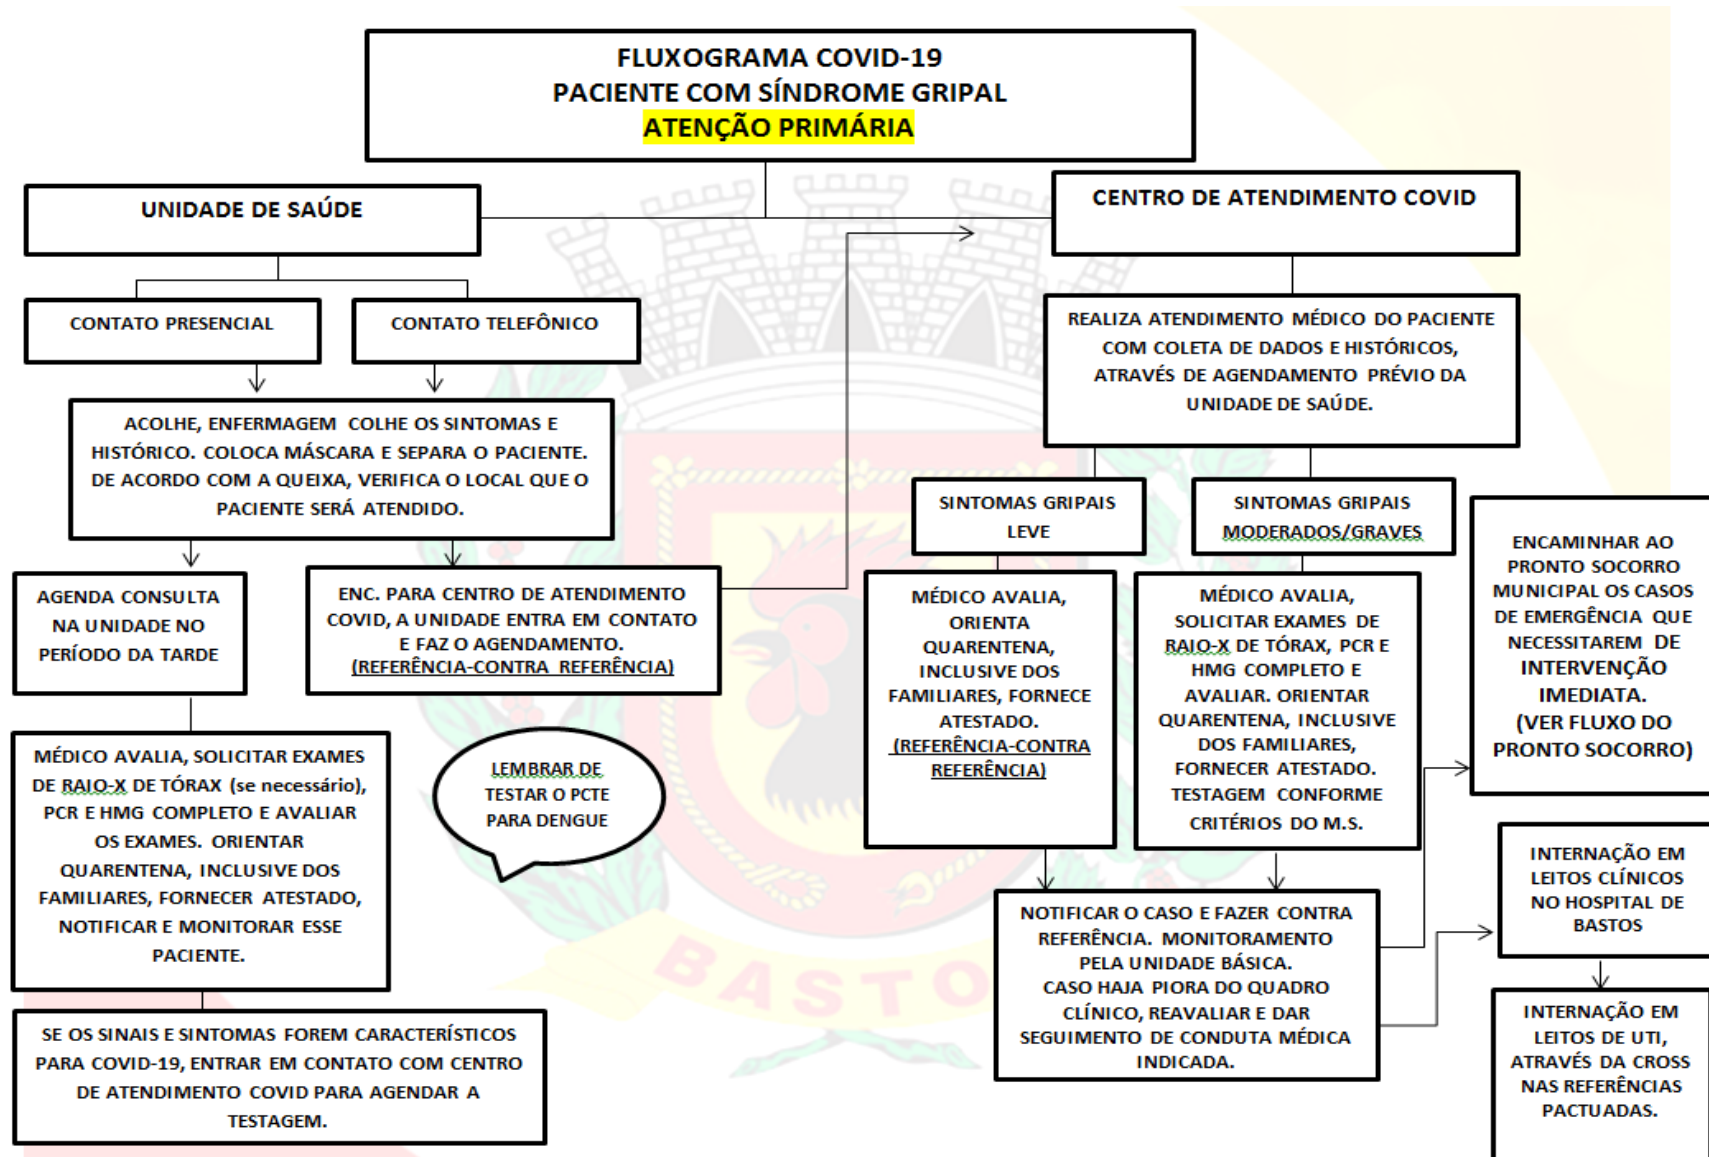 FLUXOGRAMA COVID-19
PACIENTE COM SÍNDROME GRIPAL
ATENÇÃO PRIMÁRIA
UNIDADE DE SAÚDE
CENTRO DE ATENDIMENTO COVID
CONTATO PRESENCIAL
CONTATO TELEFÔNICO
ACOLHE, ENFERMAGEM COLHE OS SINTOMAS E
HISTÓRICO. COLOCA MÁSCARA E SEPARA O PACIENTE.
DE ACORDO COM A QUEIXA, VERIFICA O LOCAL QUE O
PACIENTE SERÁ ATENDIDO.
AGENDA CONSULTA
NA UNIDADE NO
PERÍODO DA TARDE
ENC. PARA CENTRO DE ATENDIMENTO
COVID, A UNIDADE ENTRA EM CONTATO
E FAZ O AGENDAMENTO.
(REFERÊNCIA-CONTRA REFERÊNCIA)
MÉDICO AVALIA, SOLICITAR EXAMES
DE RAIO-X DE TÓRAX (se necessário),
PCR E HMG COMPLETO E AVALIAR
OS EXAMES. ORIENTAR
QUARENTENA, INCLUSIVE DOS
FAMILIARES, FORNECER ATESTADO,
NOTIFICAR E MONITORAR ESSE
PACIENTE.
LEMBRAR DE
TESTAR O PCTE
PARA DENGUE
SE OS SINAIS E SINTOMAS FOREM CARACTERÍSTICOS
PARA COVID-19, ENTRAR EM CONTATO COM CENTRO
DE ATENDIMENTO COVID PARA AGENDAR A
TESTAGEM.
REALIZA ATENDIMENTO MÉDICO DO PACIENTE
COM COLETA DE DADOS E HISTÓRICOS,
ATRAVÉS DE AGENDAMENTO PRÉVIO DA
UNIDADE DE SAÚDE.
SINTOMAS GRIPAIS
LEVE
SINTOMAS GRIPAIS
MODERADOS/GRAVES
MÉDICO AVALIA,
ORIENTA
QUARENTENA,
INCLUSIVE DOS
FAMILIARES, FORNECE
ATESTADO.
(REFERÊNCIA-CONTRA
REFERÊNCIA)
MÉDICO AVALIA,
SOLICITAR EXAMES DE
RAIO-X DE TÓRAX, PCR E
HMG COMPLETO E
AVALIAR. ORIENTAR
QUARENTENA, INCLUSIVE
DOS FAMILIARES,
FORNECER ATESTADO.
TESTAGEM CONFORME
CRITÉRIOS DO M.S.
NOTIFICAR O CASO E FAZER CONTRA
REFERÊNCIA. MONITORAMENTO
PELA UNIDADE BÁSICA.
CASO HAJA PIORA DO QUADRO
CLÍNICO, REAVALIAR E DAR
SEGUIMENTO DE CONDUTA MÉDICA
INDICADA.
ENCAMINHAR AO
PRONTO SOCORRO
MUNICIPAL OS CASOS
DE EMERGÊNCIA QUE
NECESSITAREM DE
INTERVENÇÃO
IMEDIATA.
(VER FLUXO DO
PRONTO SOCORRO)
INTERNAÇÃO EM
LEITOS CLÍNICOS
NO HOSPITAL DE
BASTOS
INTERNAÇÃO EM
LEITOS DE UTI,
ATRAVÉS DA CROSS
NAS REFERÊNCIAS
PACTUADAS.
BASTO